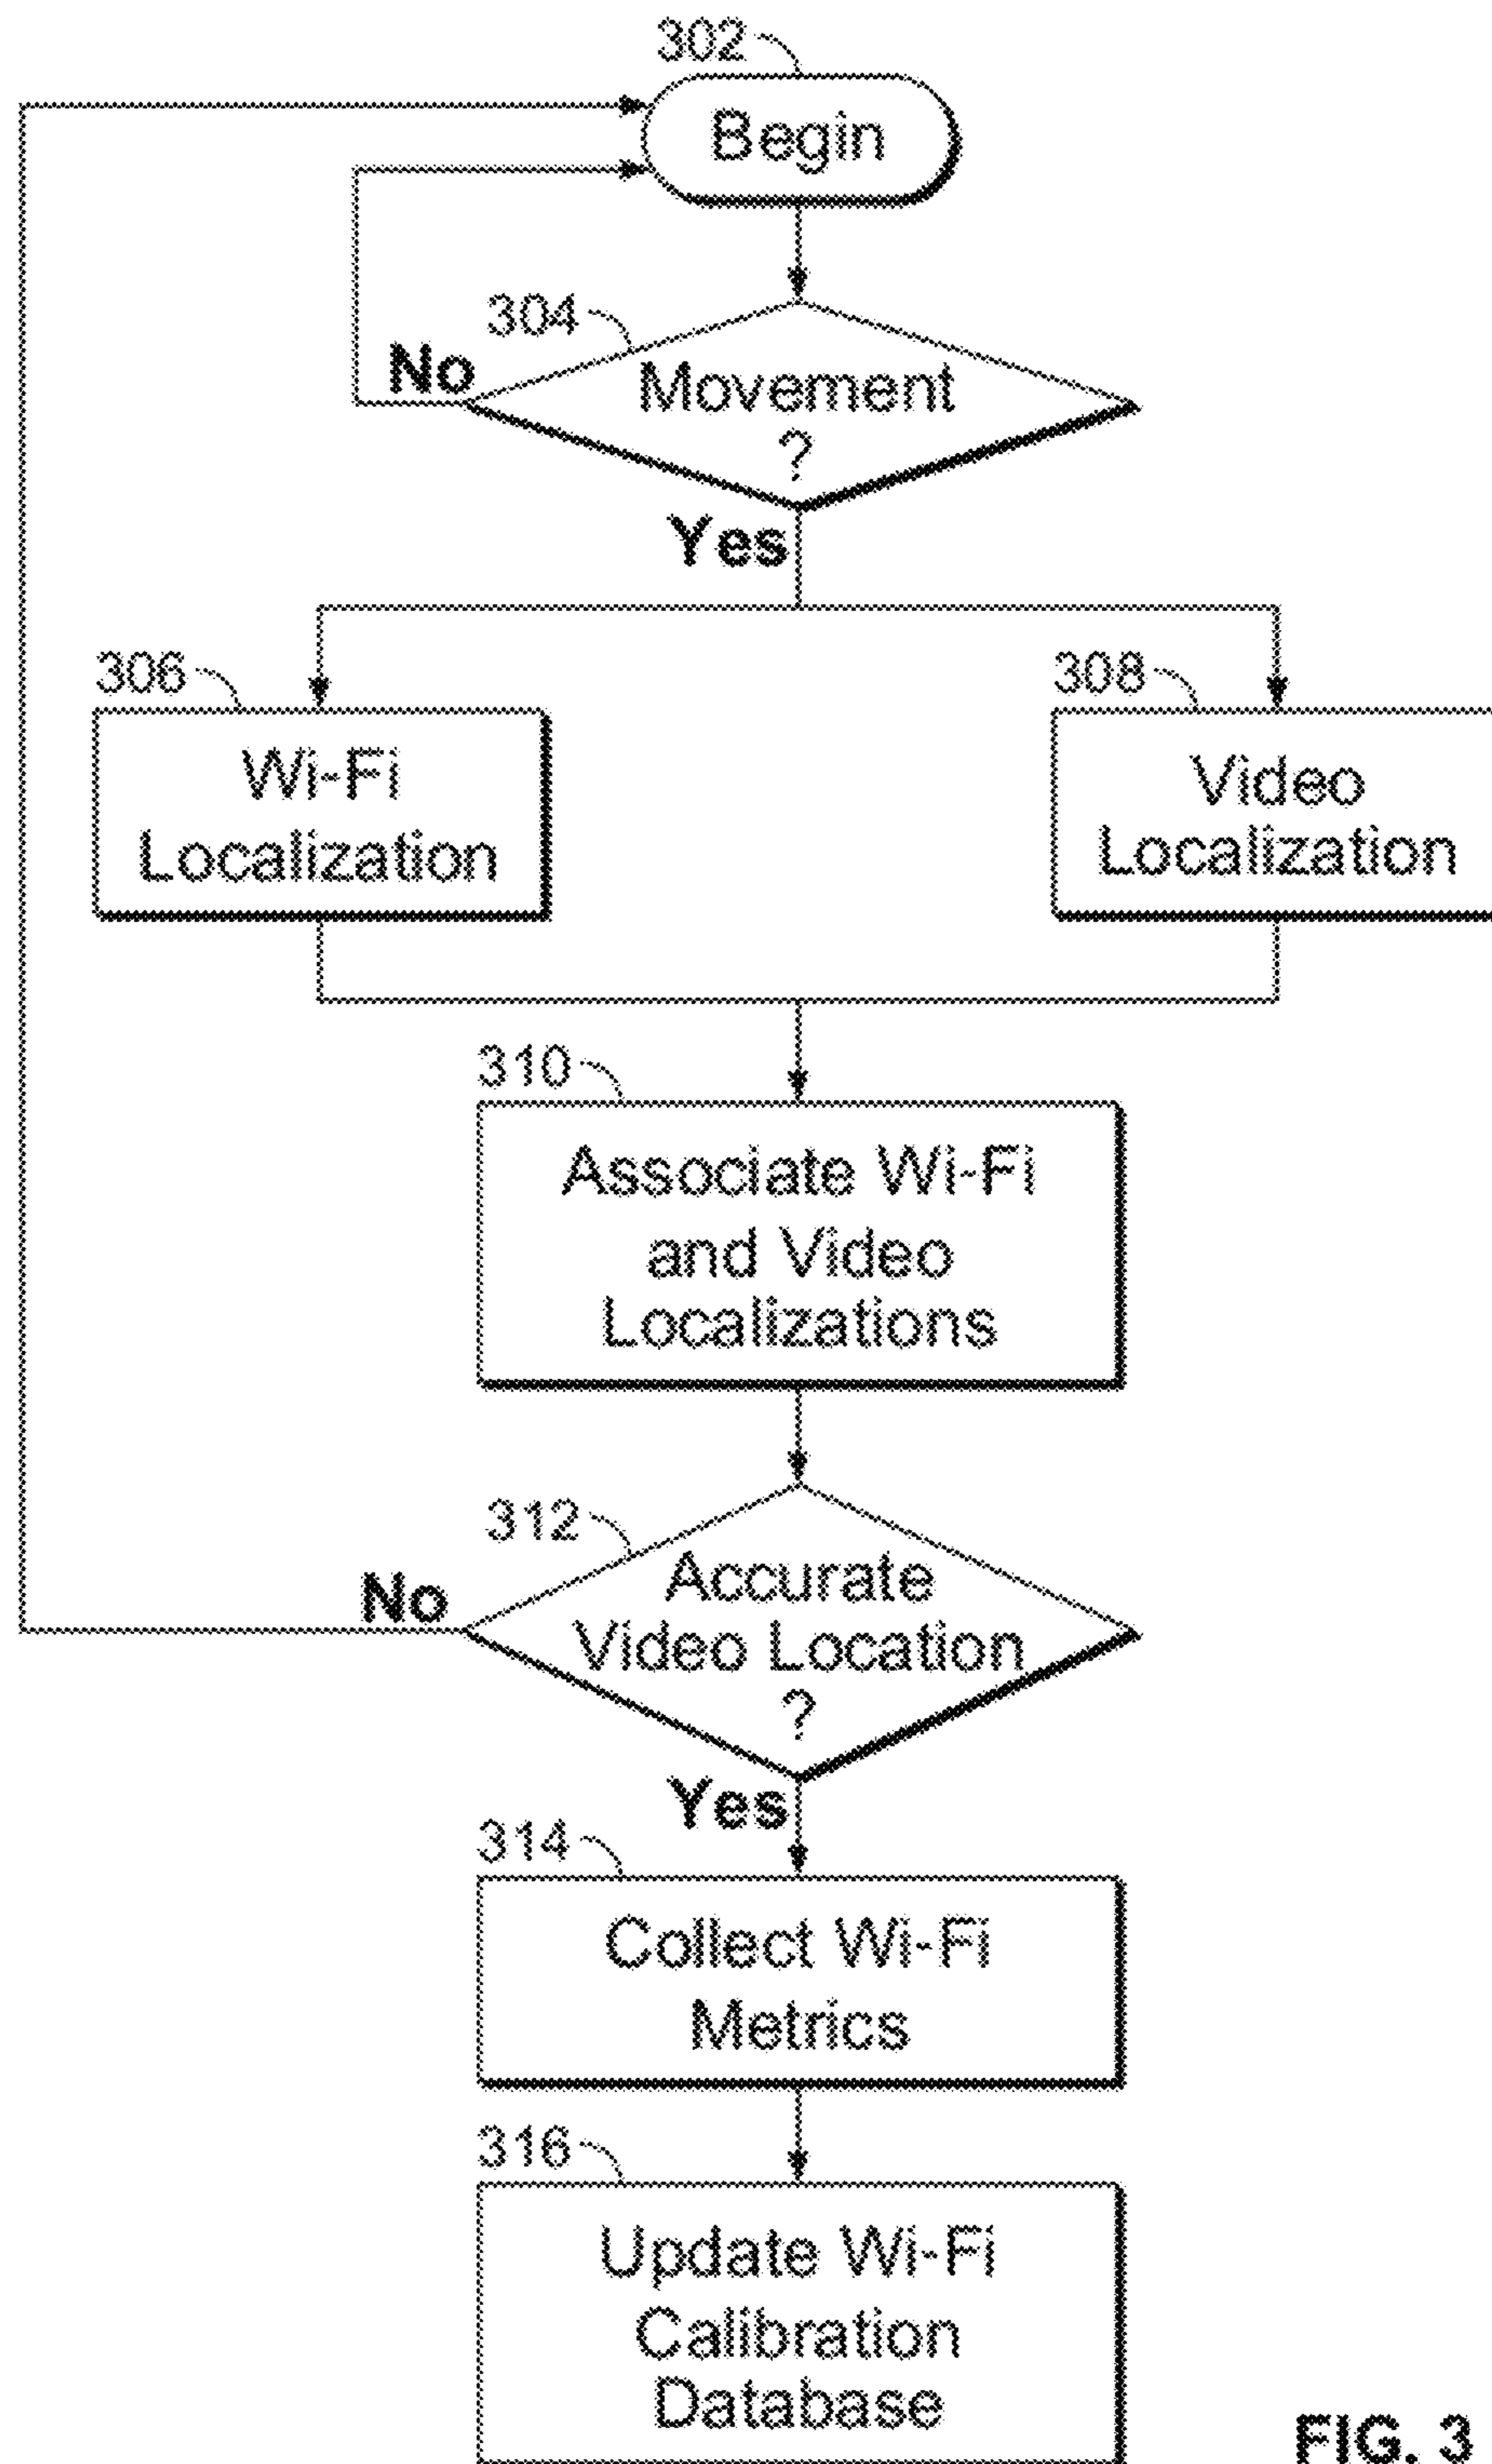 302
Begin
304
No
Movement
?
Yes
306
308
Wi-Fi
Localization
Video
Localization
310
Associate Wi-Fi
and Video
Localizations
312
No
Accurate
Video Location
?
Yes
314
Collect Wi-Fi
Metrics
316
Update Wi-Fi
Calibration
Database
FIG. 3